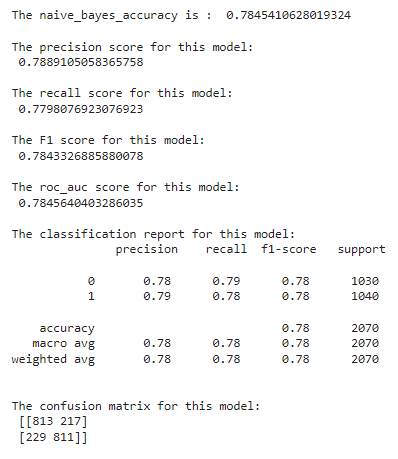 The naive_bayes_accuracy is :  0.7845410628019324
The precision score for this model:
0.7889105058365758
The recall score for this model:
0.7798076923076923
The F1 score for this model:
0.7843326885880078
The roc_auc score for this model:
0.7845640403286035
The classification report for this model:
precision    recall  f1-score   support
0       0.78      0.79      0.78      1030
1       0.79      0.78      0.78      1040
accuracy                           0.78      2070
macro avg       0.78      0.78      0.78      2070
weighted avg       0.78      0.78      0.78      2070
The confusion matrix for this model:
[[813 217]
[229 811]]